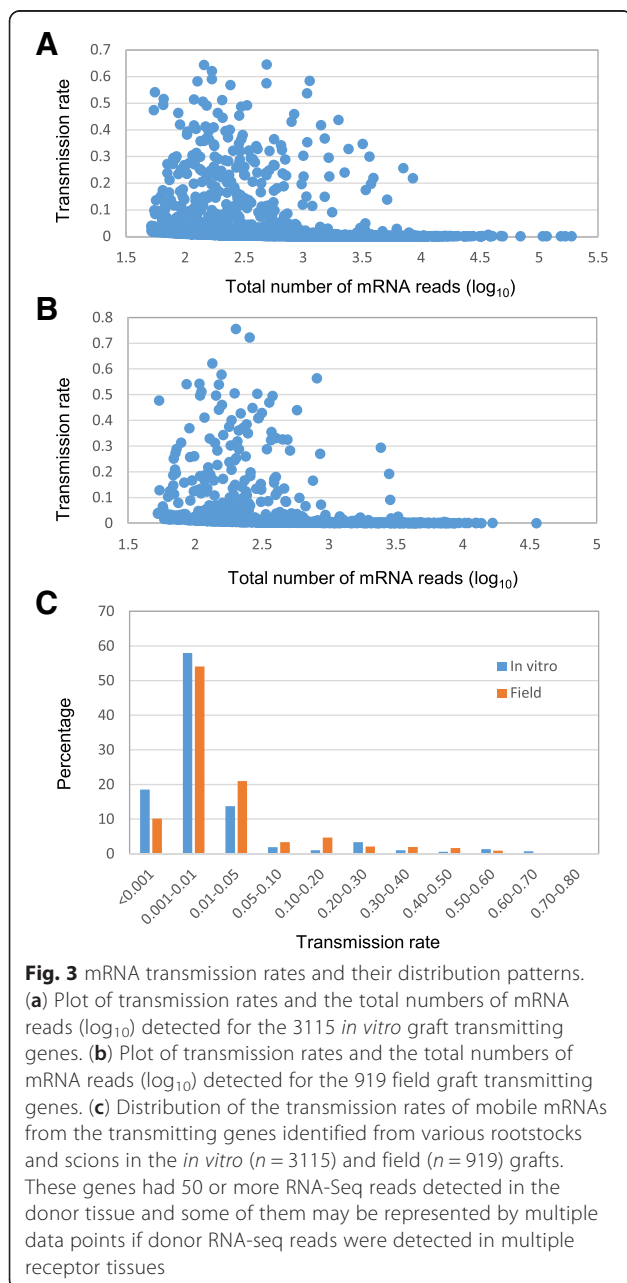 A
0.7
0.6
0.5
0.4
0.3
0.2
0.1
0
Transmission rate
1.5 2 2.5 3 3.5 4 4.5 5 5.5
Total number of mRNA reads (log10)
B
0.8
0.7
0.6
0.5
0.4
0.3
0.2
0.1
0
Transmission rate
1.5 2 2.5 3 3.5 4 4.5 5
Total number of mRNA reads (log10)
C
70
60
50
40
30
20
10
0
Percentage
In vitro
Field
<0.001 0.001-0.01 0.01-0.05 0.05-0.10 0.10-0.20 0.20-0.30 0.30-0.40 0.40-0.50 0.50-0.60 0.60-0.70 0.70-0.80
Transmission rate
Fig. 3 mRNA transmission rates and their distribution patterns.
(a) Plot of transmission rates and the total numbers of mRNA
reads (log10) detected for the 3115 in vitro graft transmitting
genes. (b) Plot of transmission rates and the total numbers of
mRNA reads (log10) detected for the 919 field graft transmitting
genes. (c) Distribution of the transmission rates of mobile mRNAs
from the transmitting genes identified from various rootstocks
and scions in the in vitro (n = 3115) and field (n = 919) grafts.
These genes had 50 or more RNA-Seq reads detected in the
donor tissue and some of them may be represented by multiple
data points if donor RNA-seq reads were detected in multiple
receptor tissues